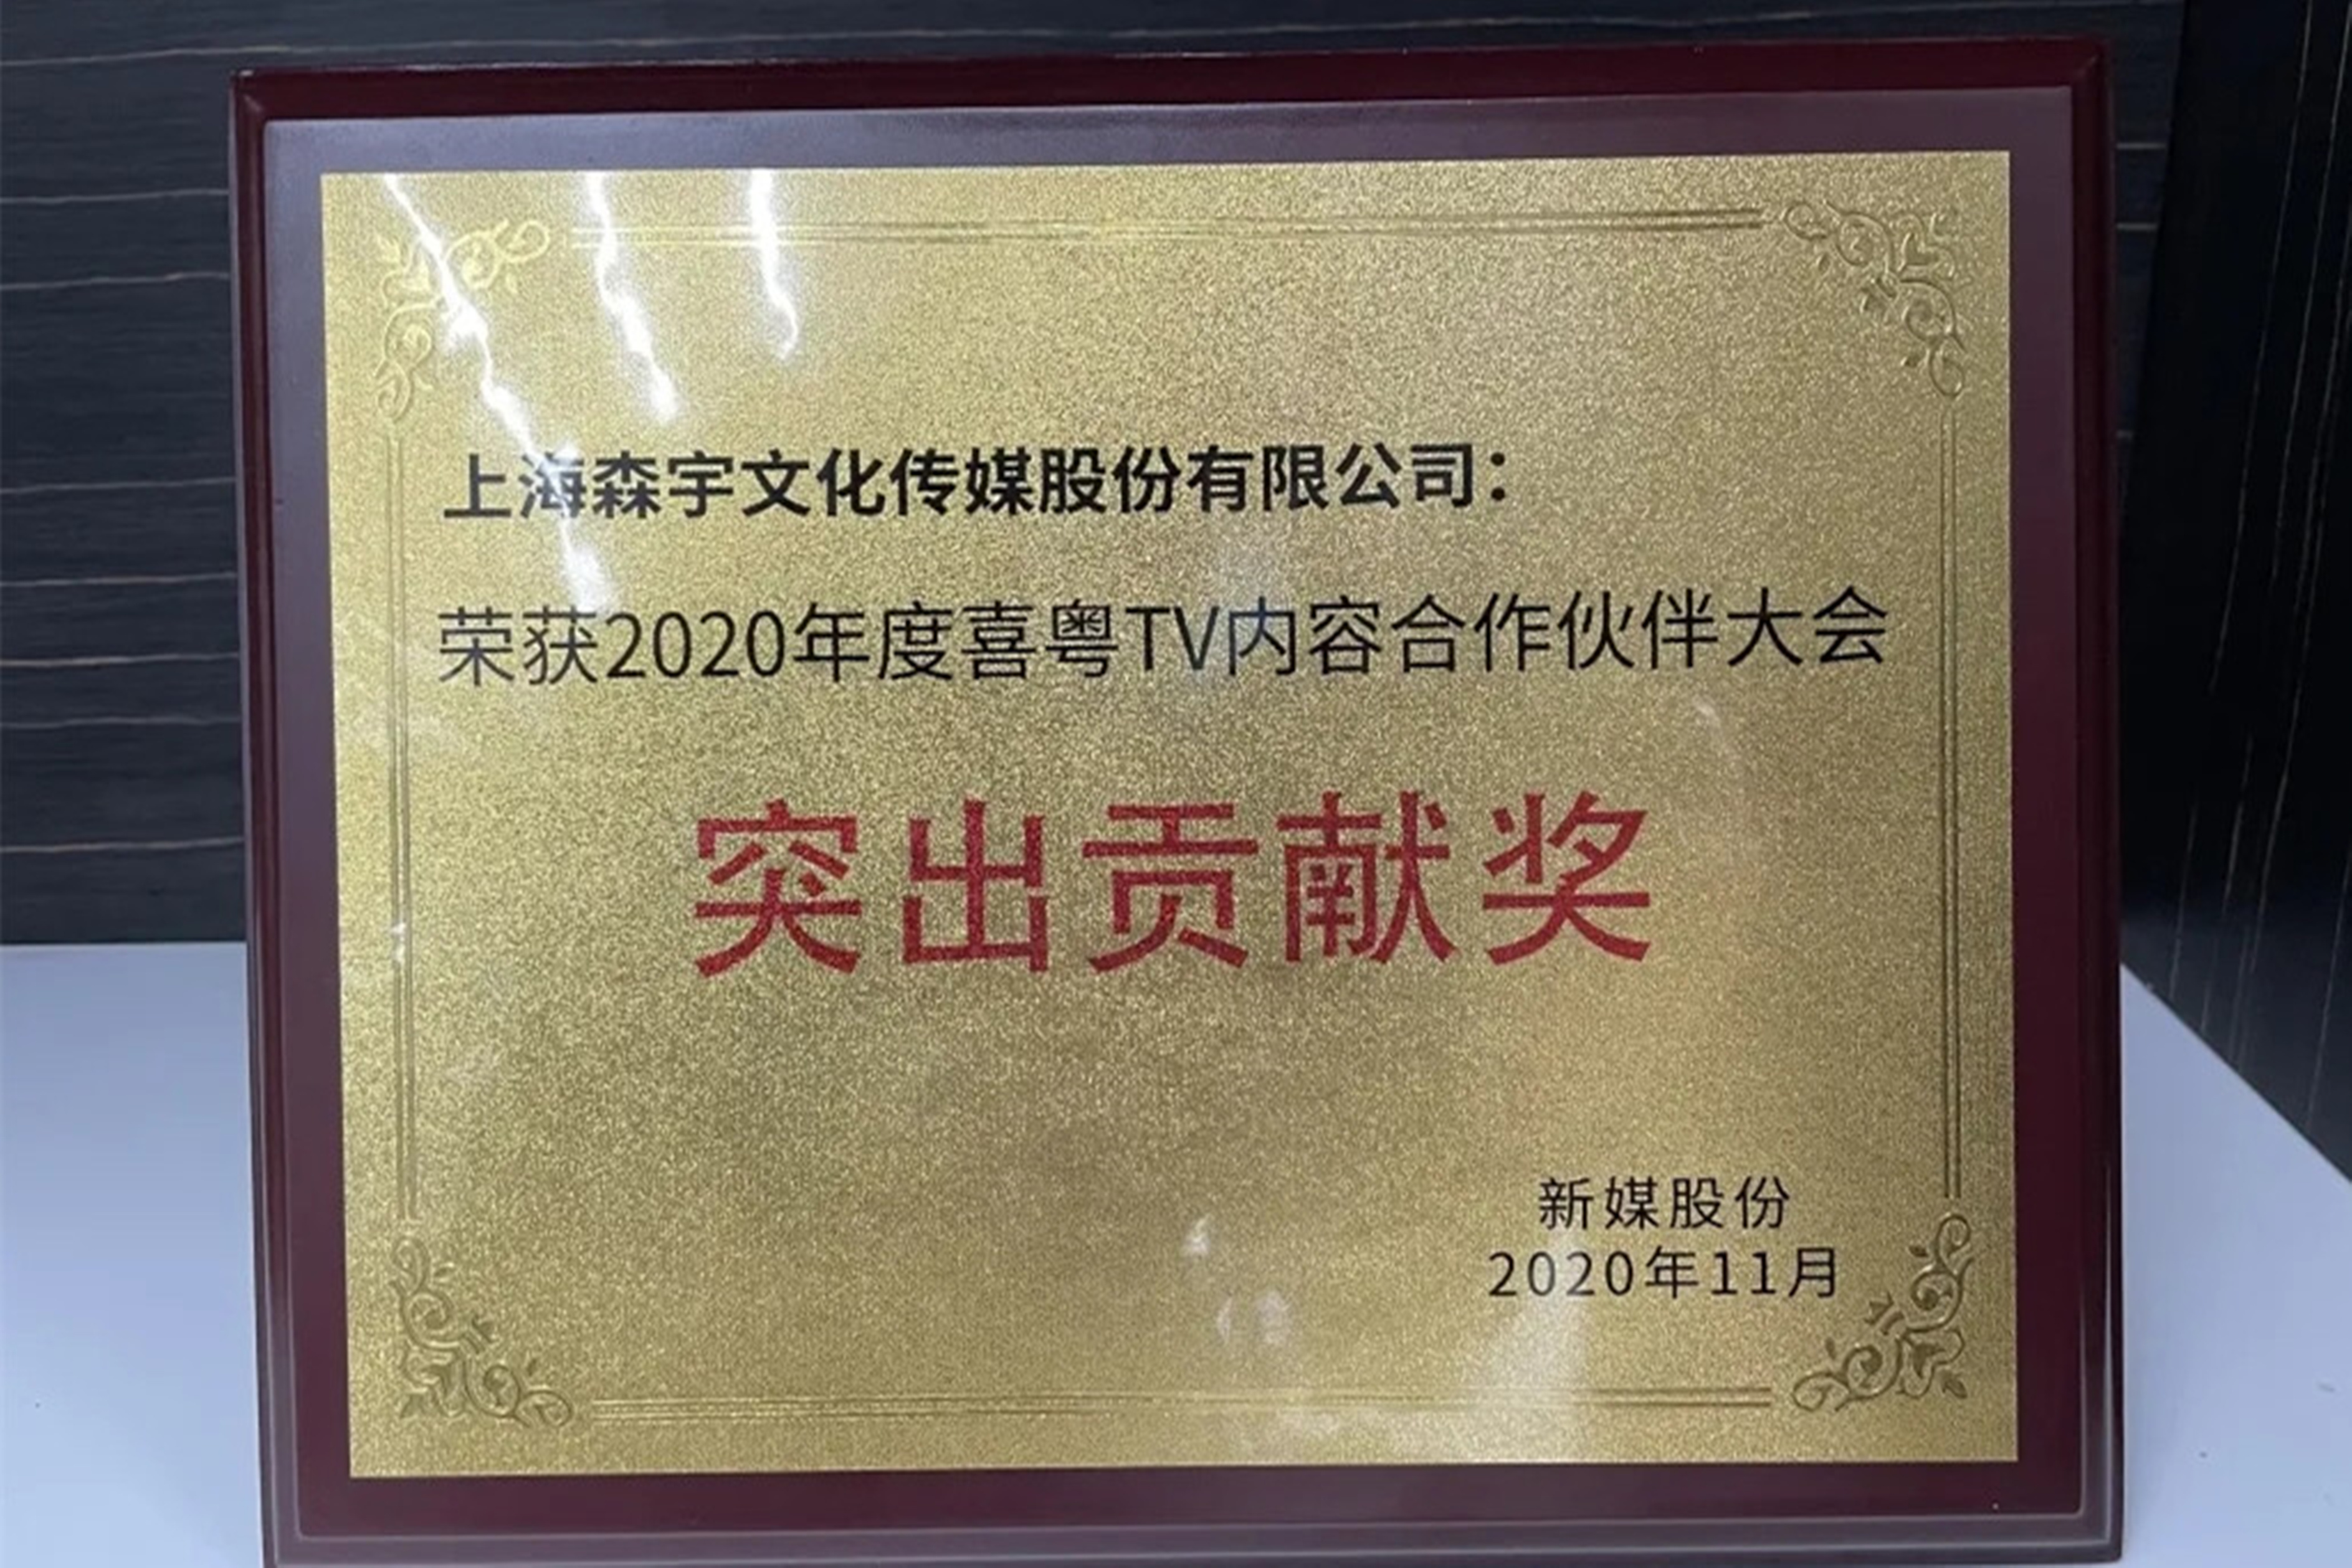 上海森宇文化传媒股份有限公司：
荣获2020年度喜粤TV内容合作伙伴大会
突出贡献奖
新媒股份
2020年11月